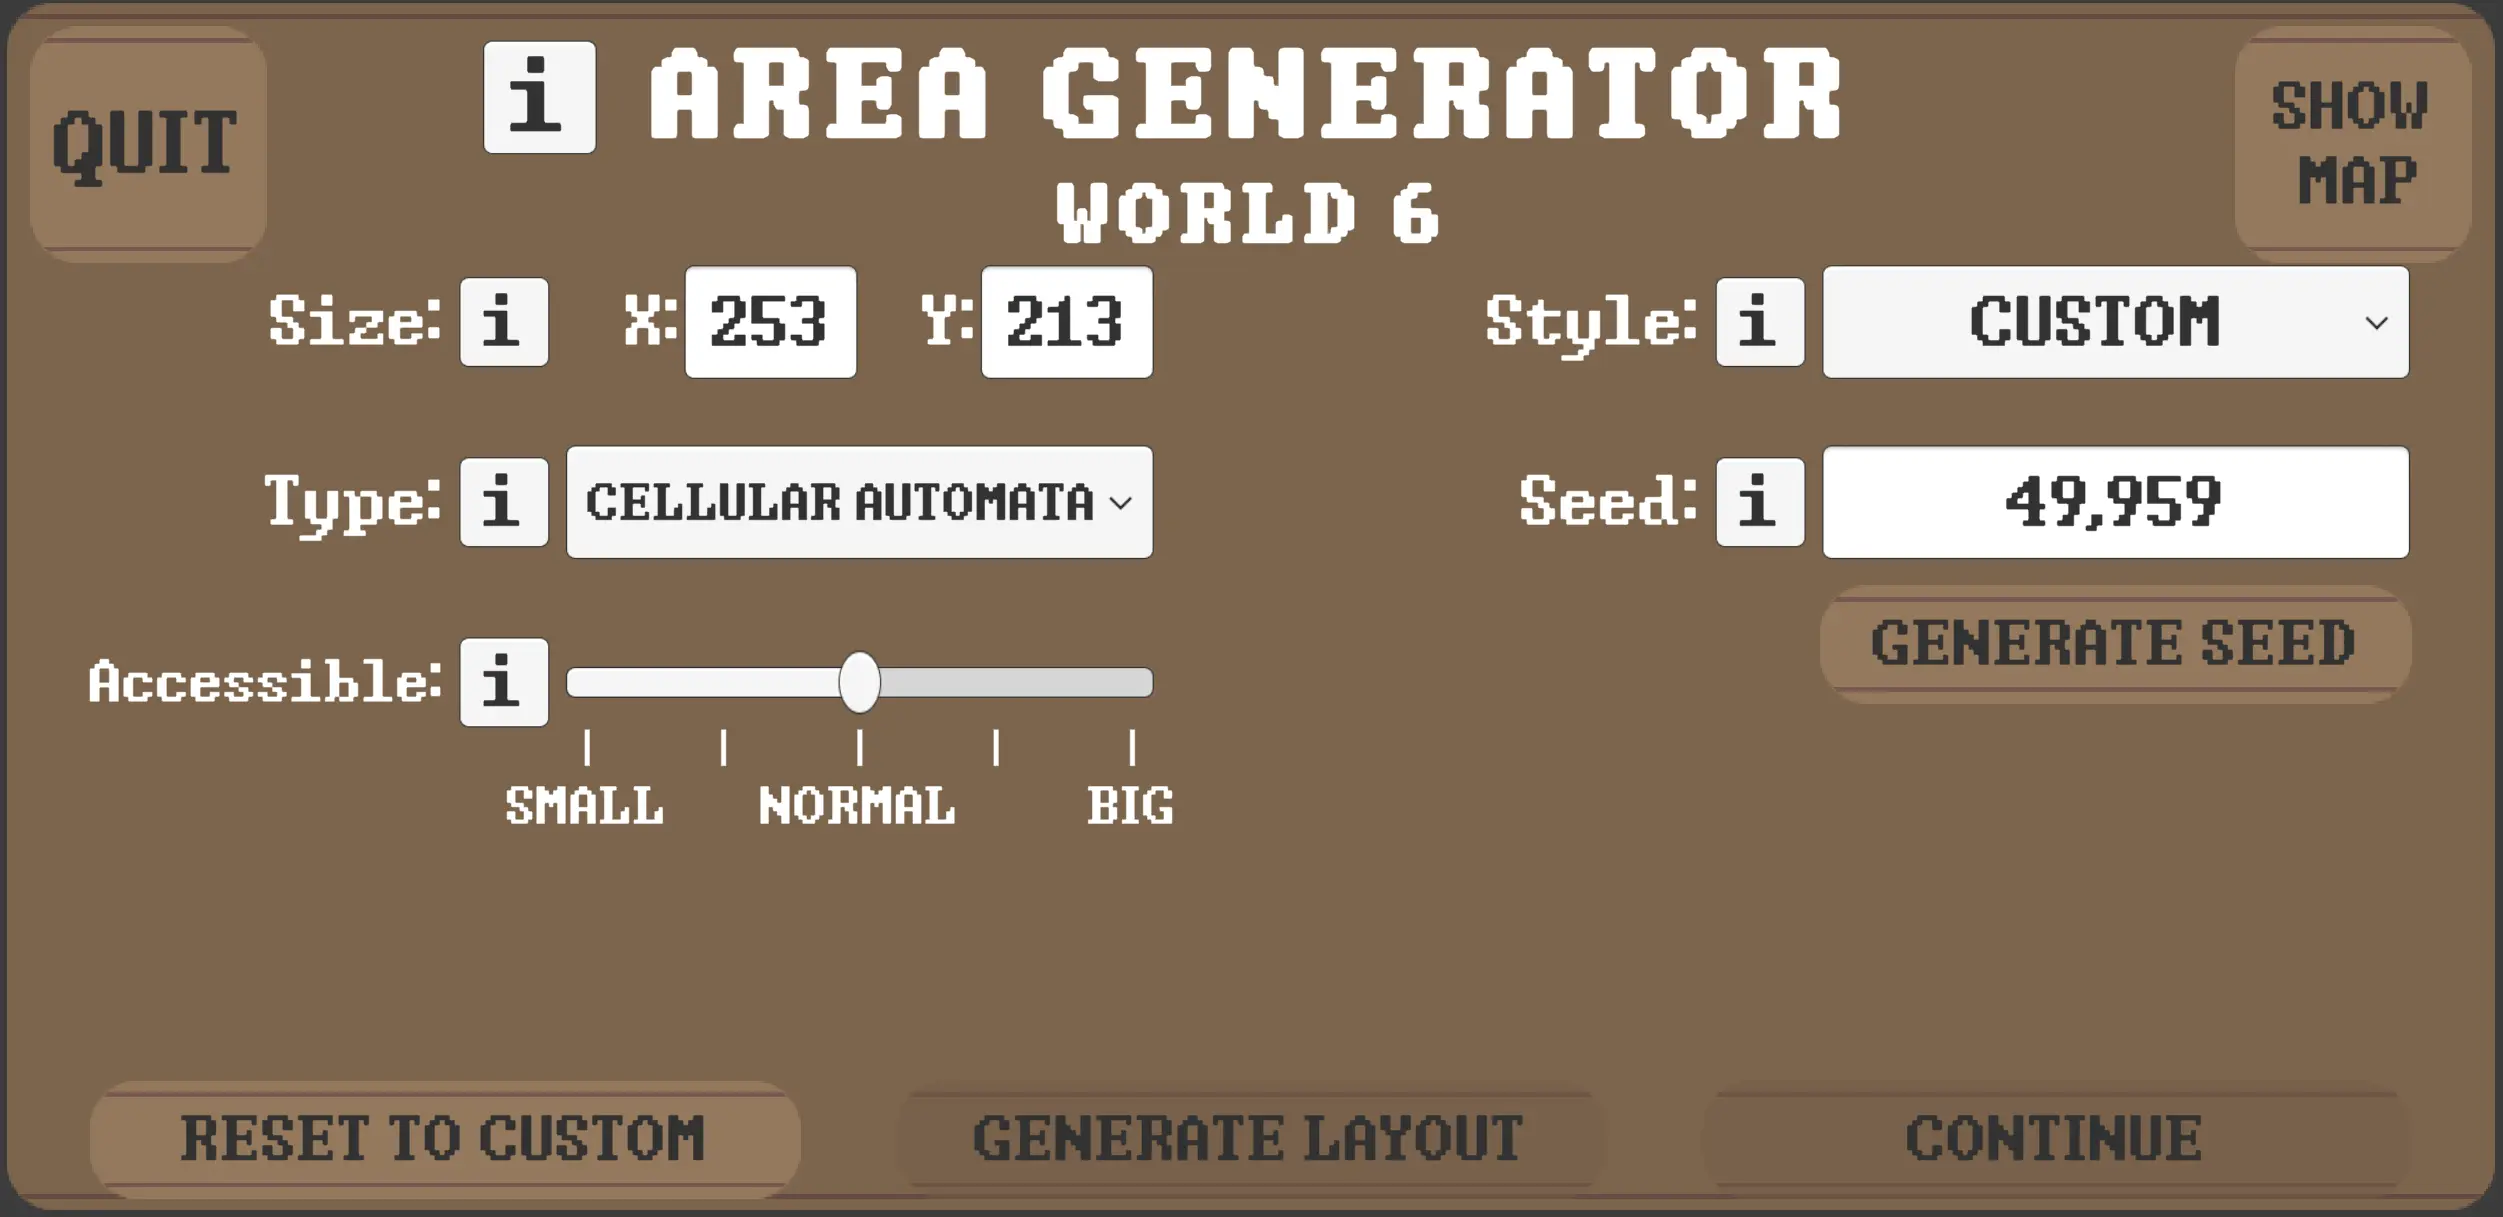 QUIT
i AREA GENERATOR
SHOW
MAP
WORLD 6
Size: i X: 253 Y: 213
Style: i CUSTOM
Type: i CELLULAR AUTOMATA
Seed: i 49,959
GENERATE SEED
Accessible: i
SMALL NORMAL BIG
RESET TO CUSTOM
GENERATE LAYOUT
CONTINUE